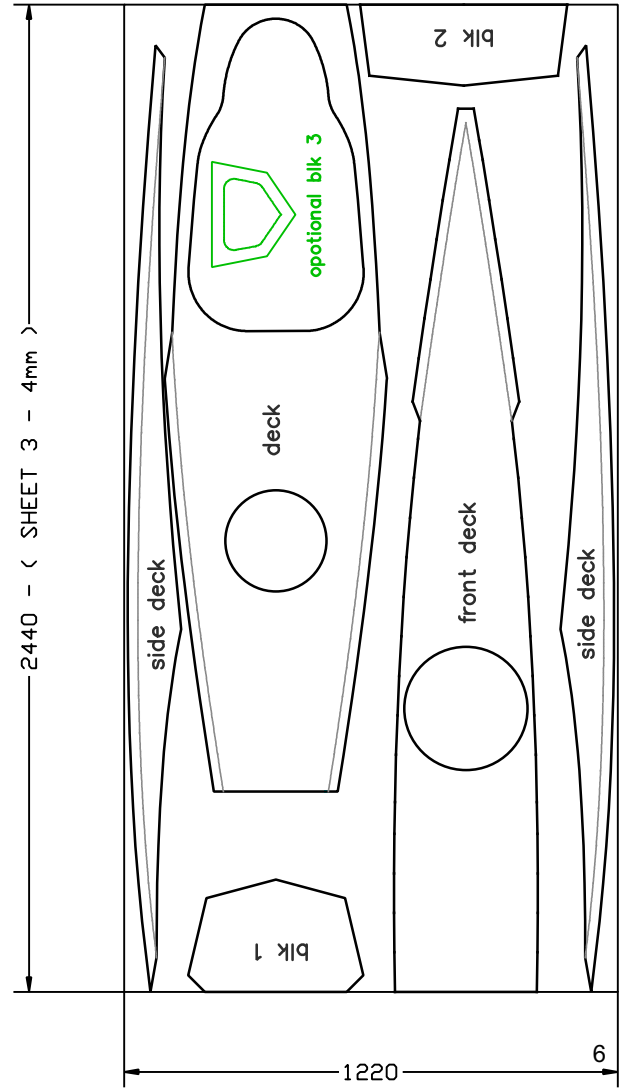 blk 2
opotional blk 3
2440 - ( SHEET 3 - 4mm )
deck
front deck
side deck
side deck
blk 1
6
1220